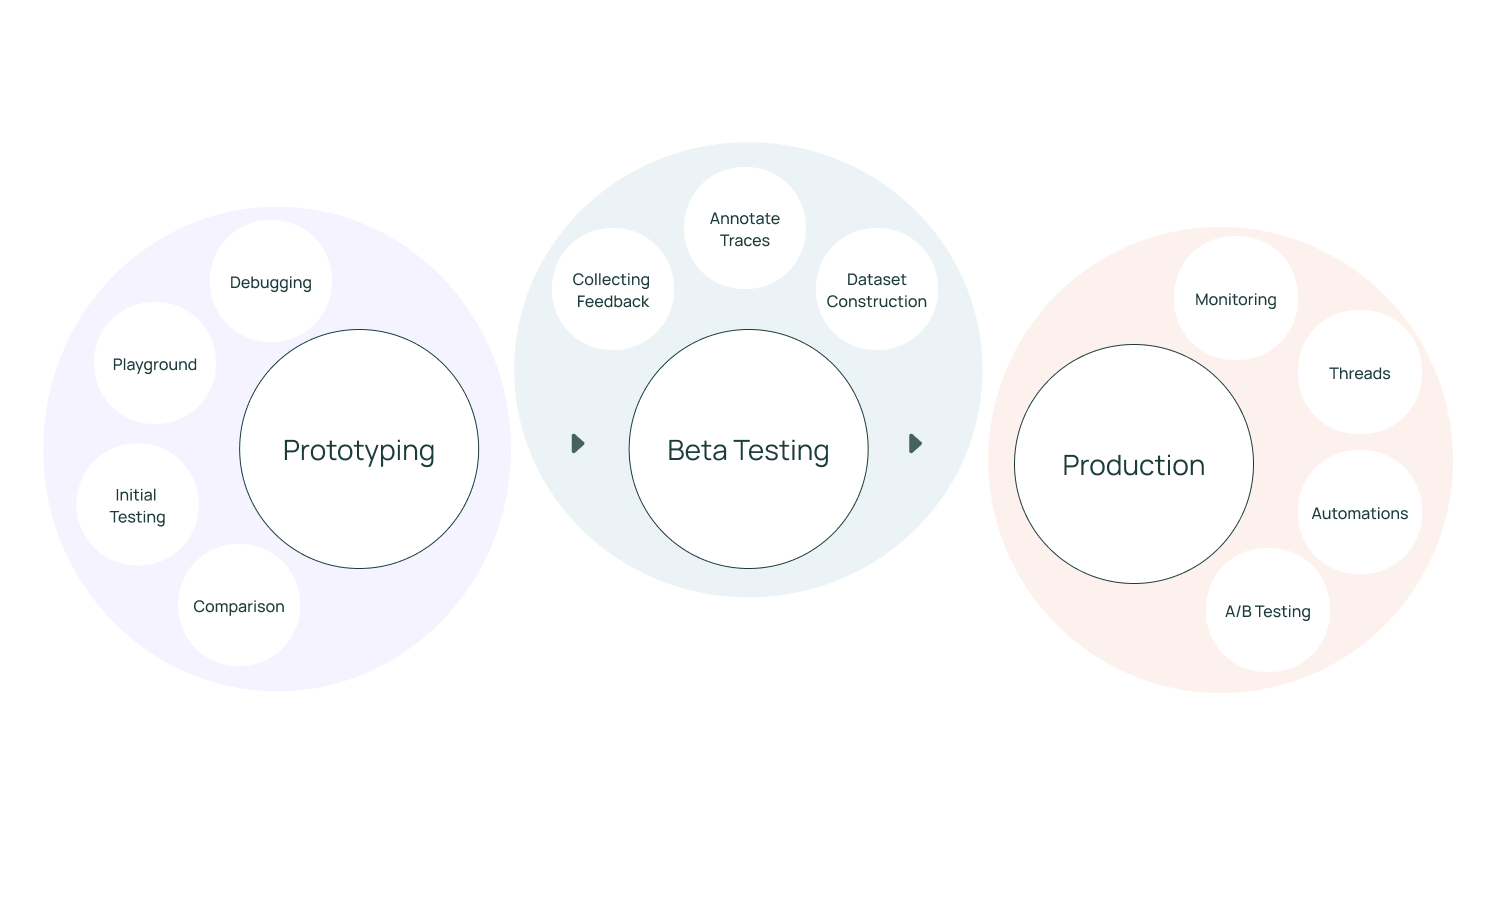 Debugging
Playground
Initial
Testing
Comparison
Prototyping
Collecting
Feedback
Annotate
Traces
Dataset
Construction
Beta Testing
Monitoring
Threads
Automations
A/B Testing
Production